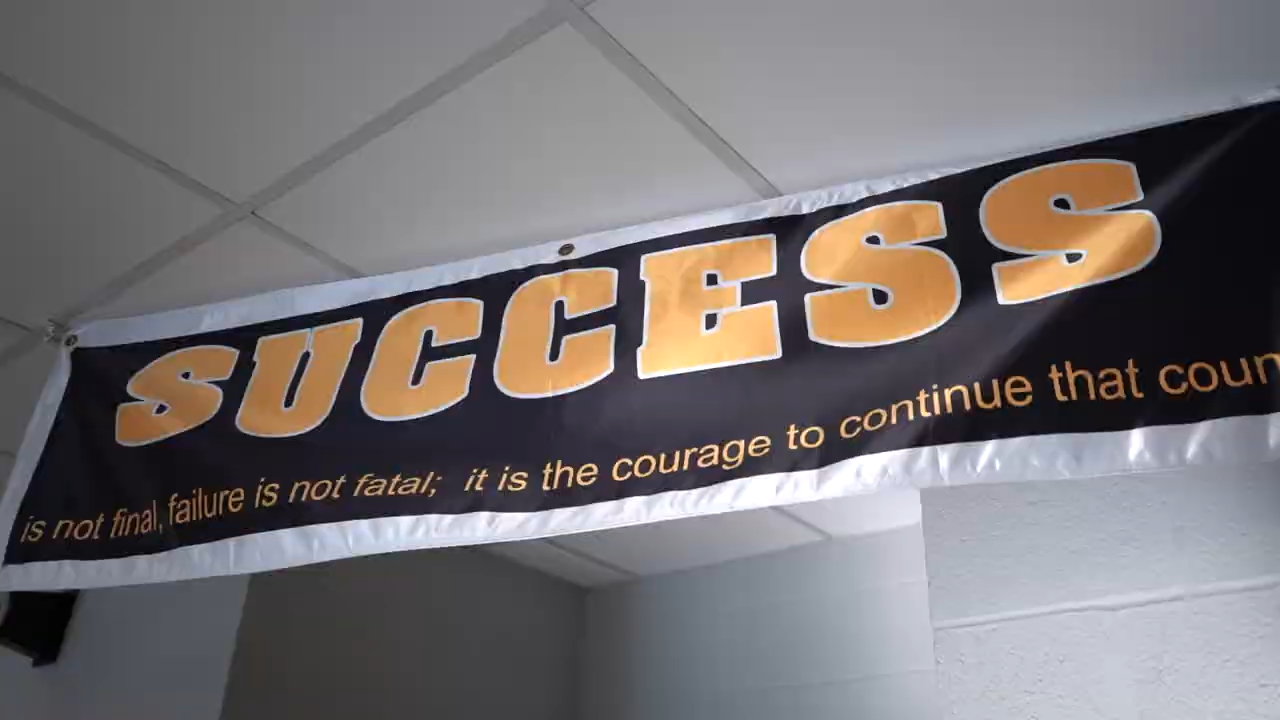 SUCCESS
is not final, failure is not fatal; it is the courage to continue that coun